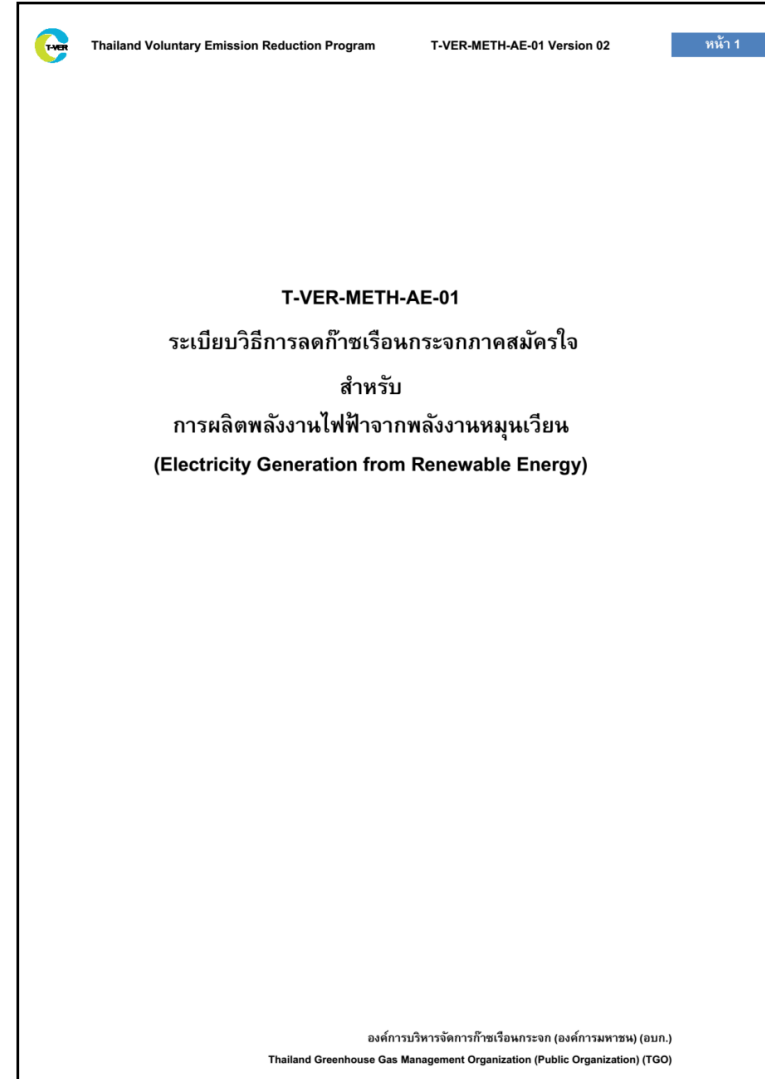 T-VER Thailand Voluntary Emission Reduction Program T-VER-METH-AE-01 Version 02 หน้า 1
T-VER-METH-AE-01
ระเบียบวิธีการลดก๊าซเรือนกระจกภาคสมัครใจ
สำหรับ
การผลิตพลังงานไฟฟ้าจากพลังงานหมุนเวียน
(Electricity Generation from Renewable Energy)
องค์การบริหารจัดการก๊าซเรือนกระจก (องค์การมหาชน) (อบก.)
Thailand Greenhouse Gas Management Organization (Public Organization) (TGO)